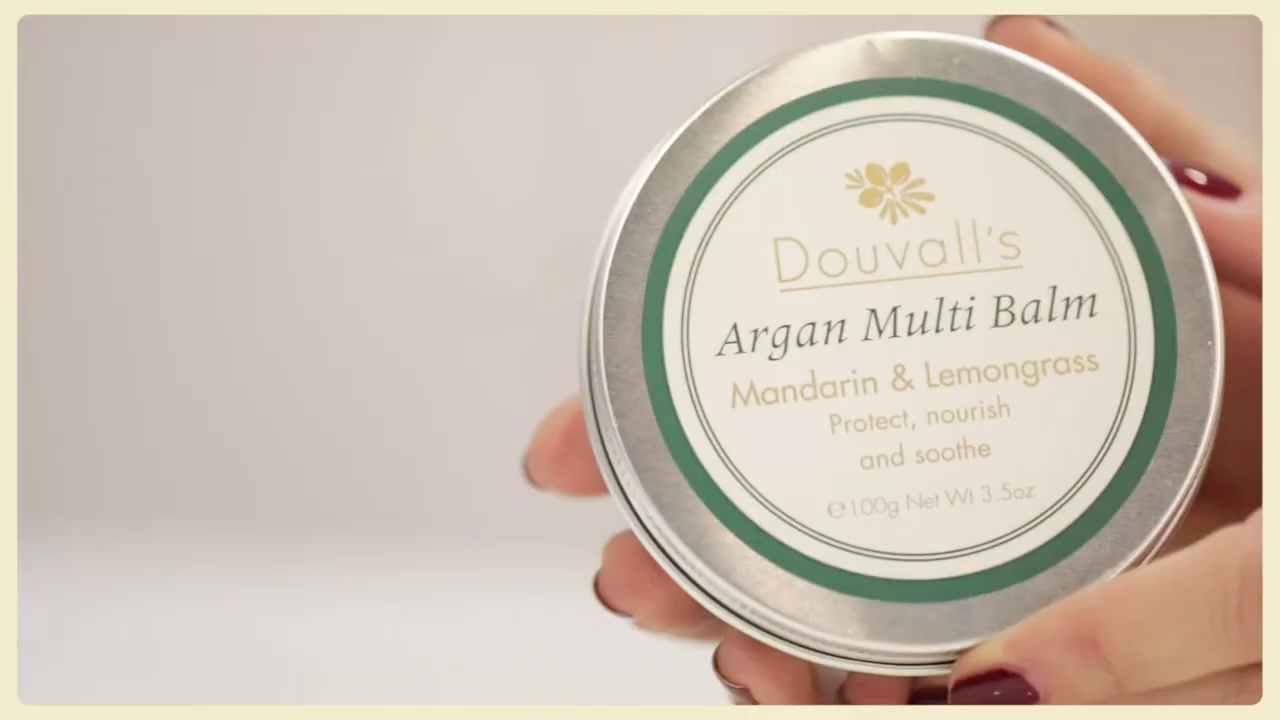 Douvall's
Argan Multi Balm
Mandarin & Lemongrass
Protect, nourish
and soothe
℮100g Net Wt 3.5oz